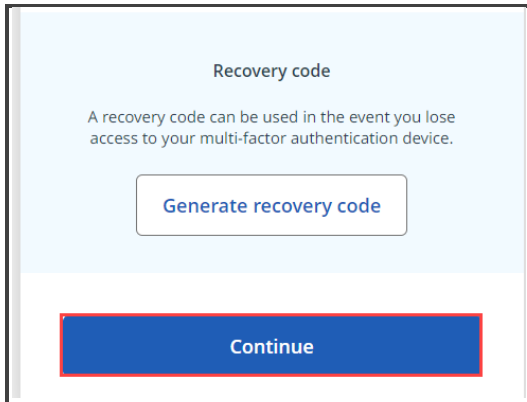 Recovery code
A recovery code can be used in the event you lose
access to your multi-factor authentication device.
Generate recovery code
Continue